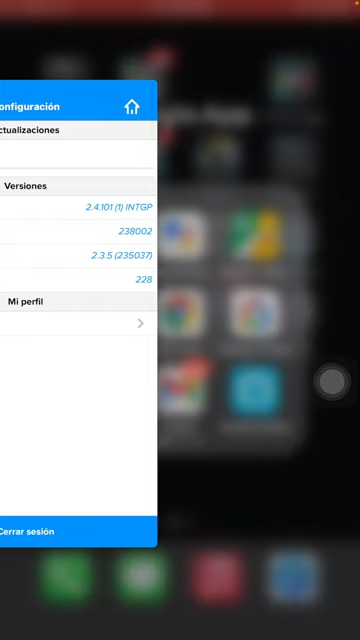 onfiguración
ctualizaciones
Versiones
2.4.101 (1) INTGP
238002
2.3.5 (235037)
228
Mi perfil
Cerrar sesión